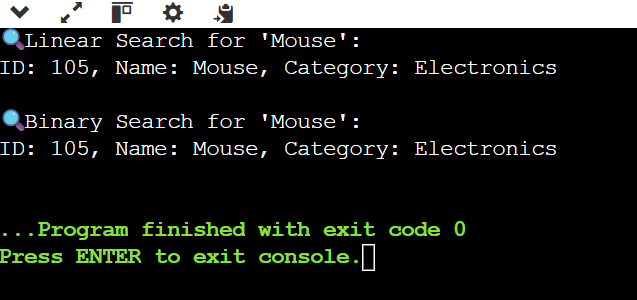 🔍Linear Search for 'Mouse':
ID: 105, Name: Mouse, Category: Electronics
🔍Binary Search for 'Mouse':
ID: 105, Name: Mouse, Category: Electronics
...Program finished with exit code 0
Press ENTER to exit console.